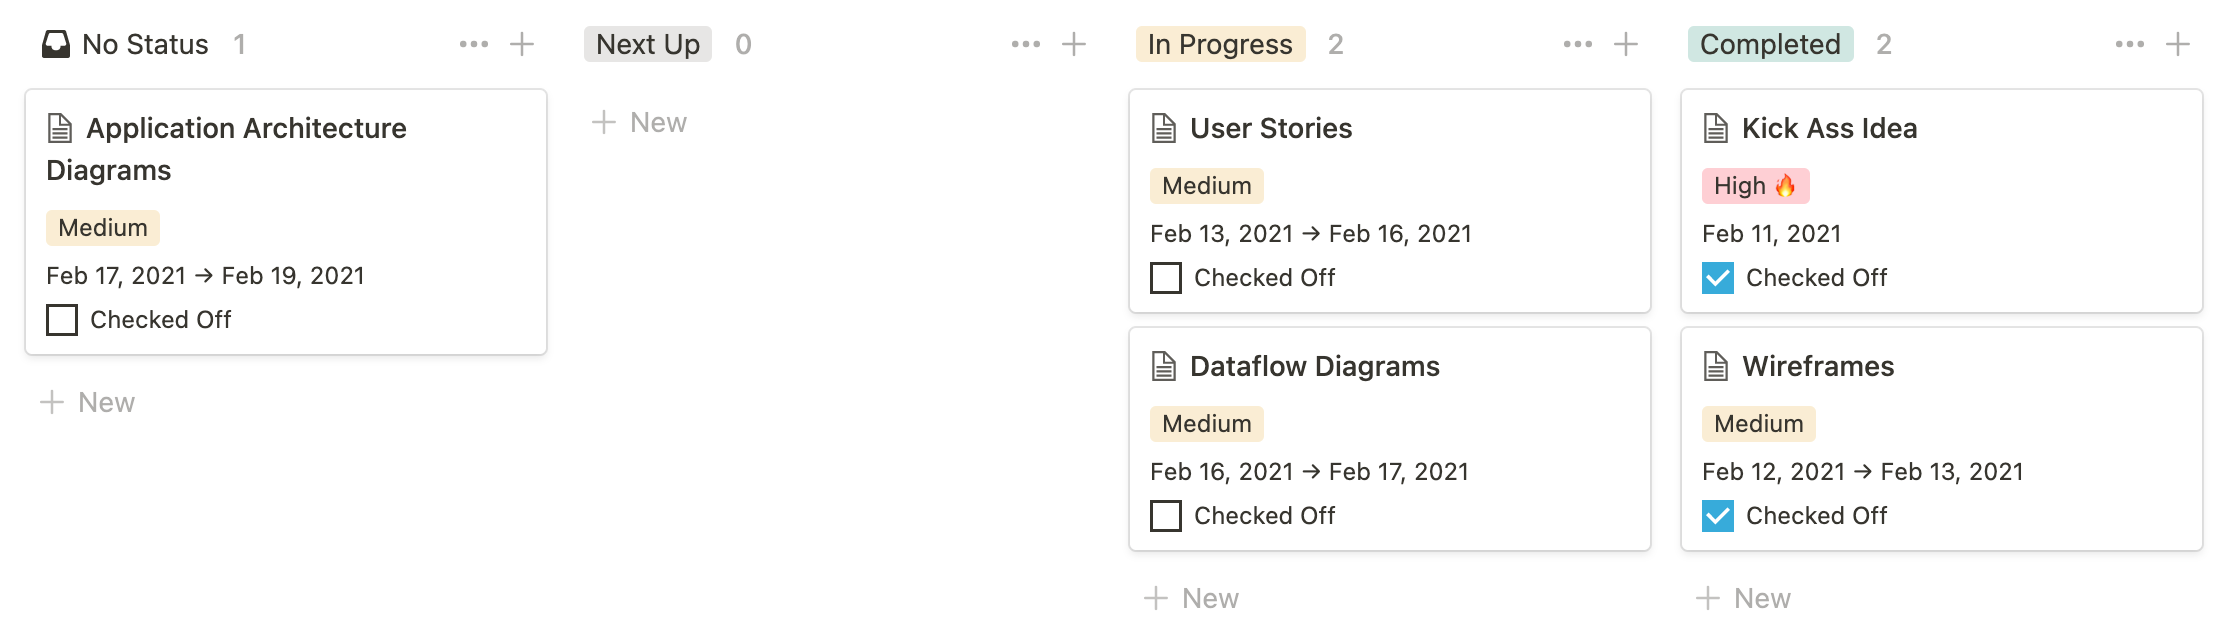 No Status 1
Application Architecture
Diagrams
Medium
Feb 17, 2021 → Feb 19, 2021
Checked Off
New
Next Up 0
New
In Progress 2
User Stories
Medium
Feb 13, 2021 → Feb 16, 2021
Checked Off
Dataflow Diagrams
Medium
Feb 16, 2021 → Feb 17, 2021
Checked Off
New
Completed 2
Kick Ass Idea
High 🔥
Feb 11, 2021
Checked Off
Wireframes
Medium
Feb 12, 2021 → Feb 13, 2021
Checked Off
New